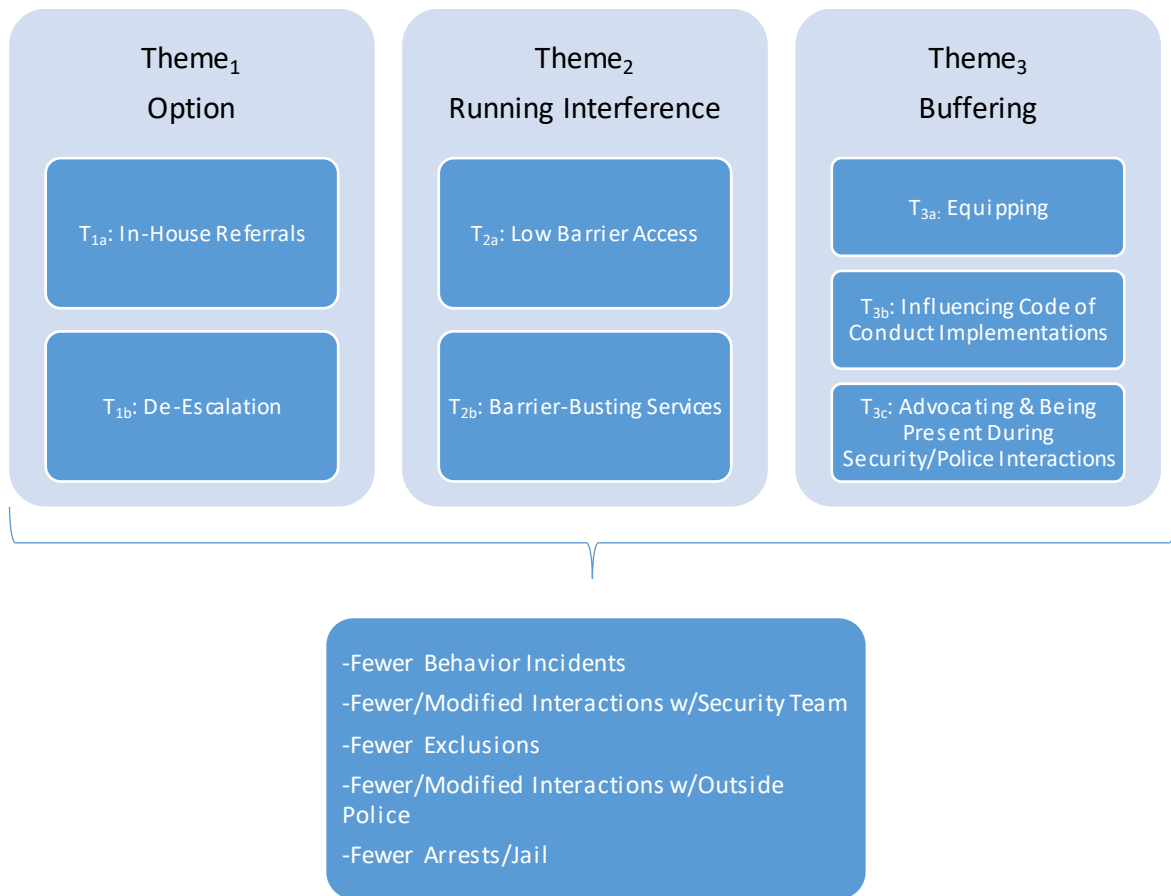 Theme₁
Option
T₁ₐ: In-House Referrals
T₁b: De-Escalation
Theme₂
Running Interference
T₂ₐ: Low Barrier Access
T₂b: Barrier-Busting Services
Theme₃
Buffering
T₃ₐ: Equipping
T₃b: Influencing Code of
Conduct Implementations
T₃c: Advocating & Being
Present During
Security/Police Interactions
-Fewer Behavior Incidents
-Fewer/Modified Interactions w/Security Team
-Fewer Exclusions
-Fewer/Modified Interactions w/Outside
Police
-Fewer Arrests/Jail